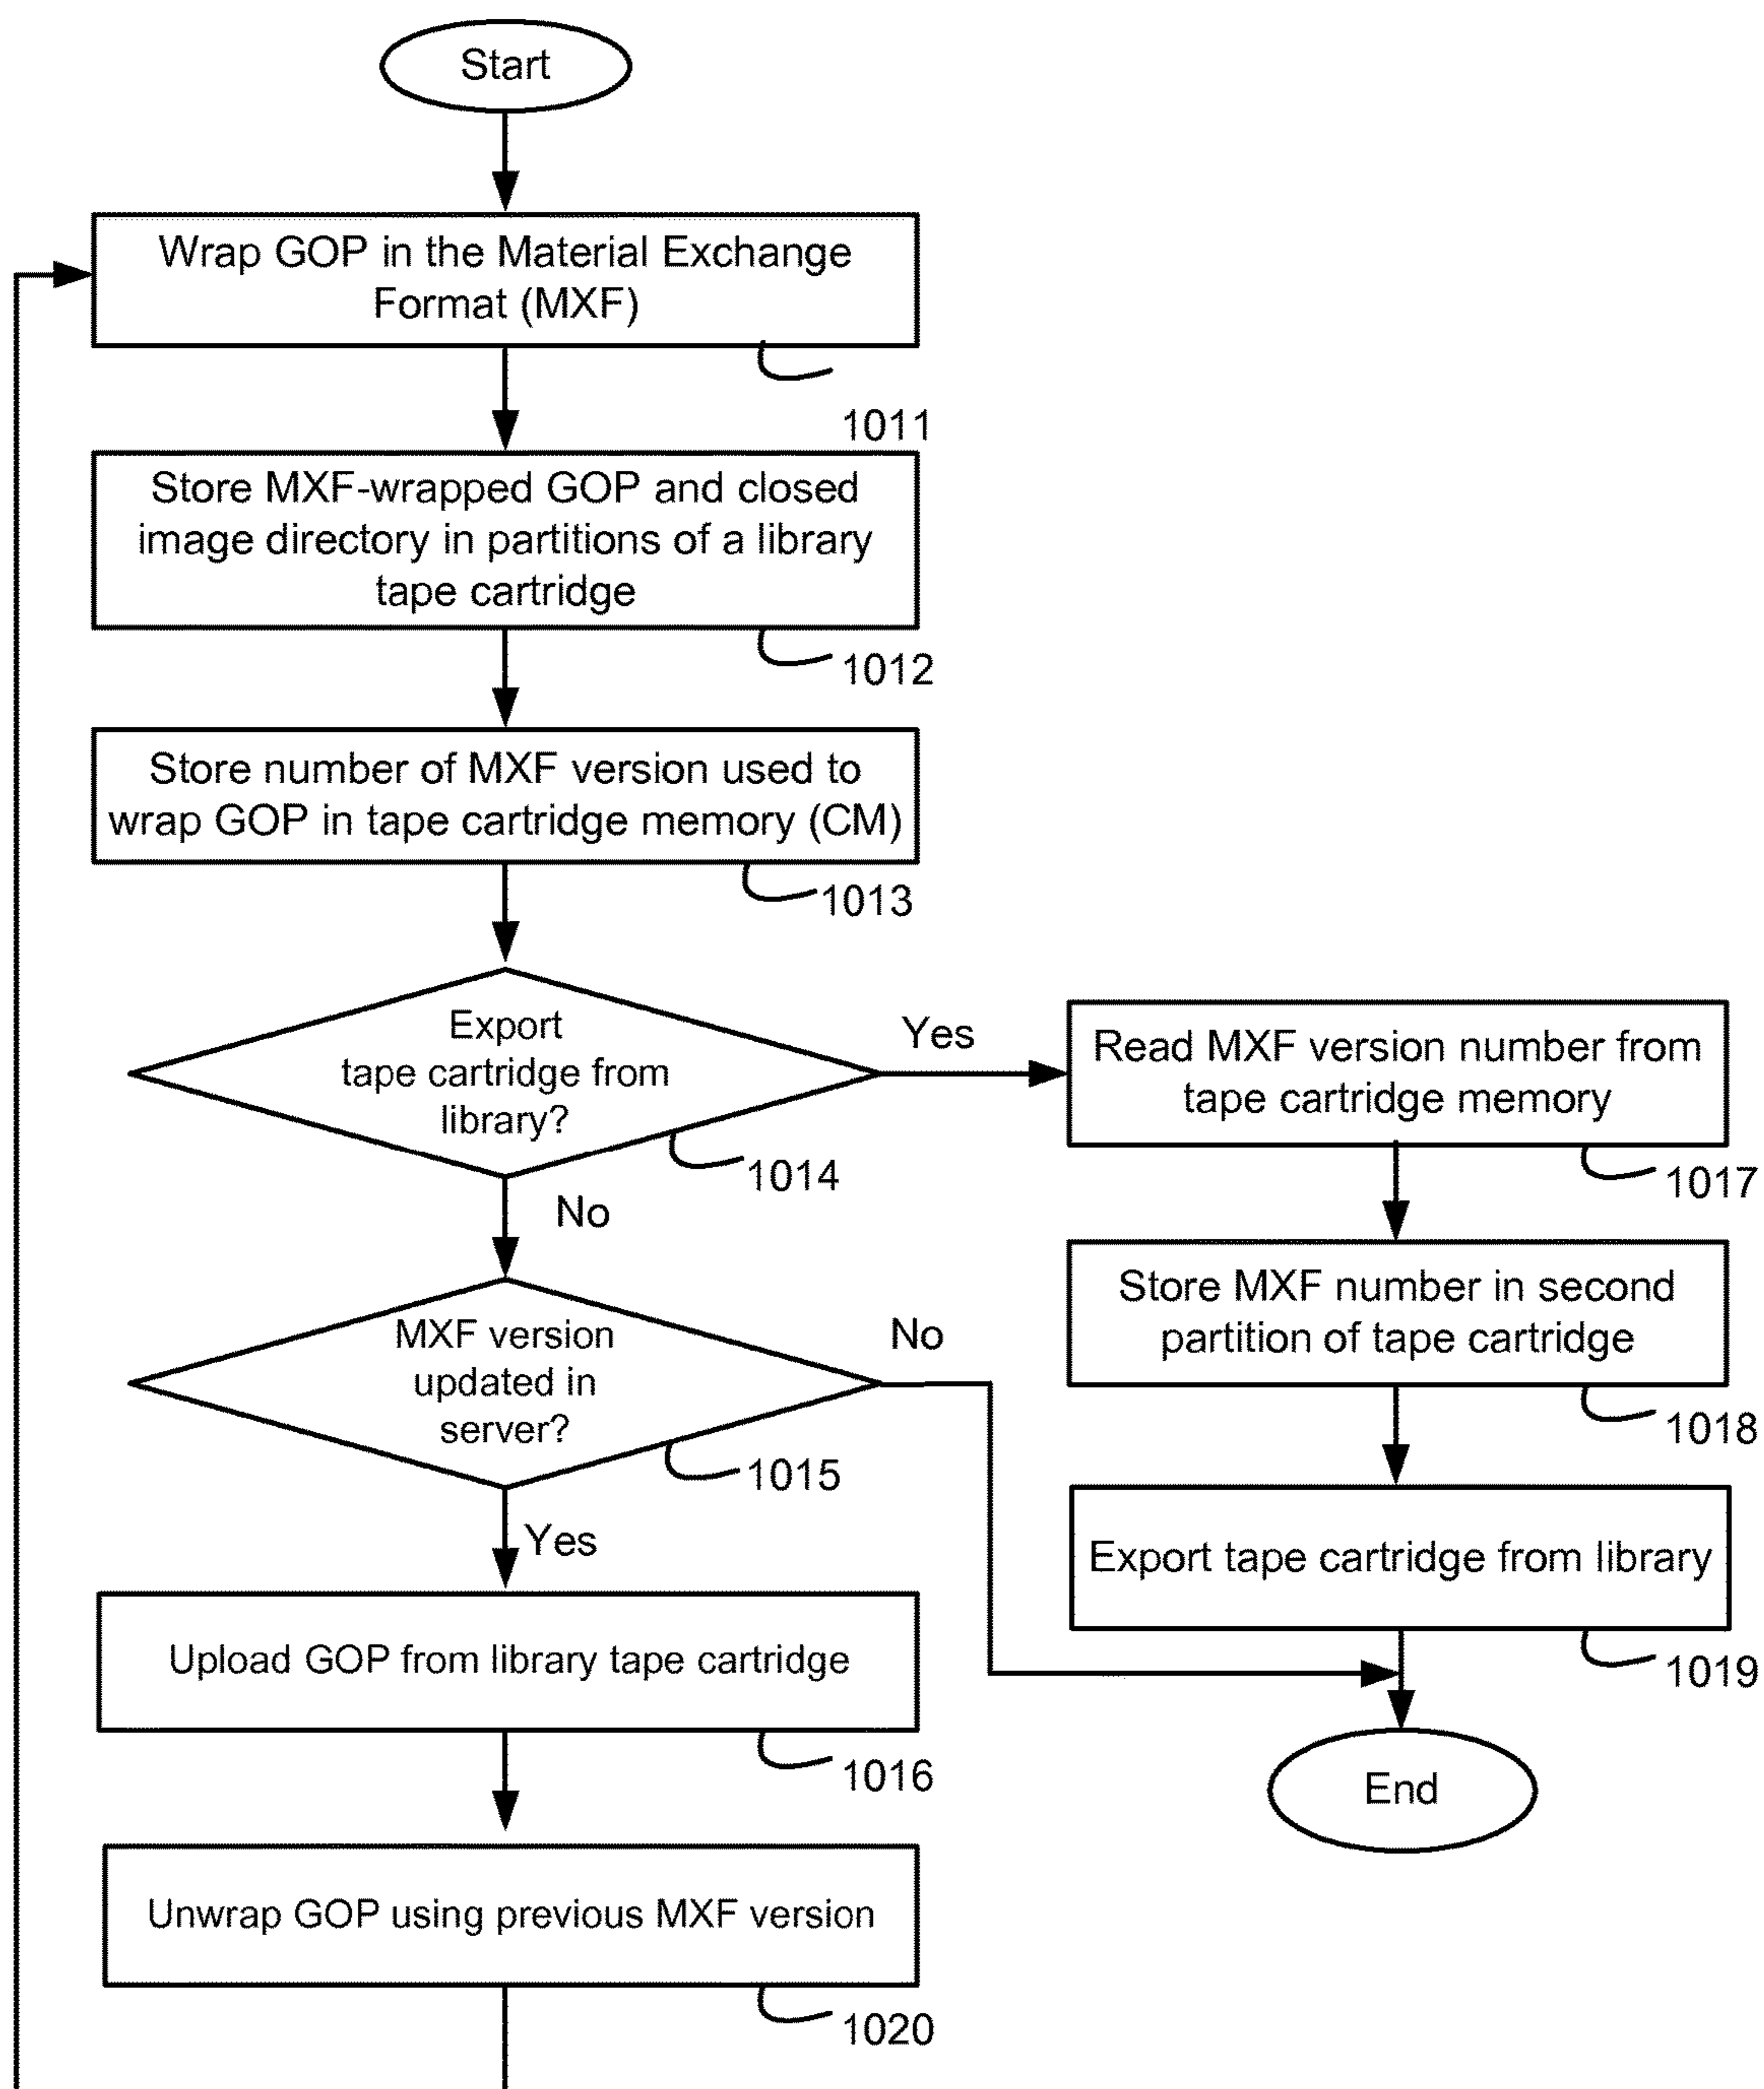 Start
Wrap GOP in the Material Exchange
Format (MXF)
1011
Store MXF-wrapped GOP and closed
image directory in partitions of a library
tape cartridge
1012
Store number of MXF version used to
wrap GOP in tape cartridge memory (CM)
1013
Export
tape cartridge from
library?
1014
Yes
No
Read MXF version number from
tape cartridge memory
1017
Store MXF number in second
partition of tape cartridge
1018
Export tape cartridge from library
1019
MXF version
updated in
server?
1015
No
Yes
Upload GOP from library tape cartridge
1016
Unwrap GOP using previous MXF version
1020
End